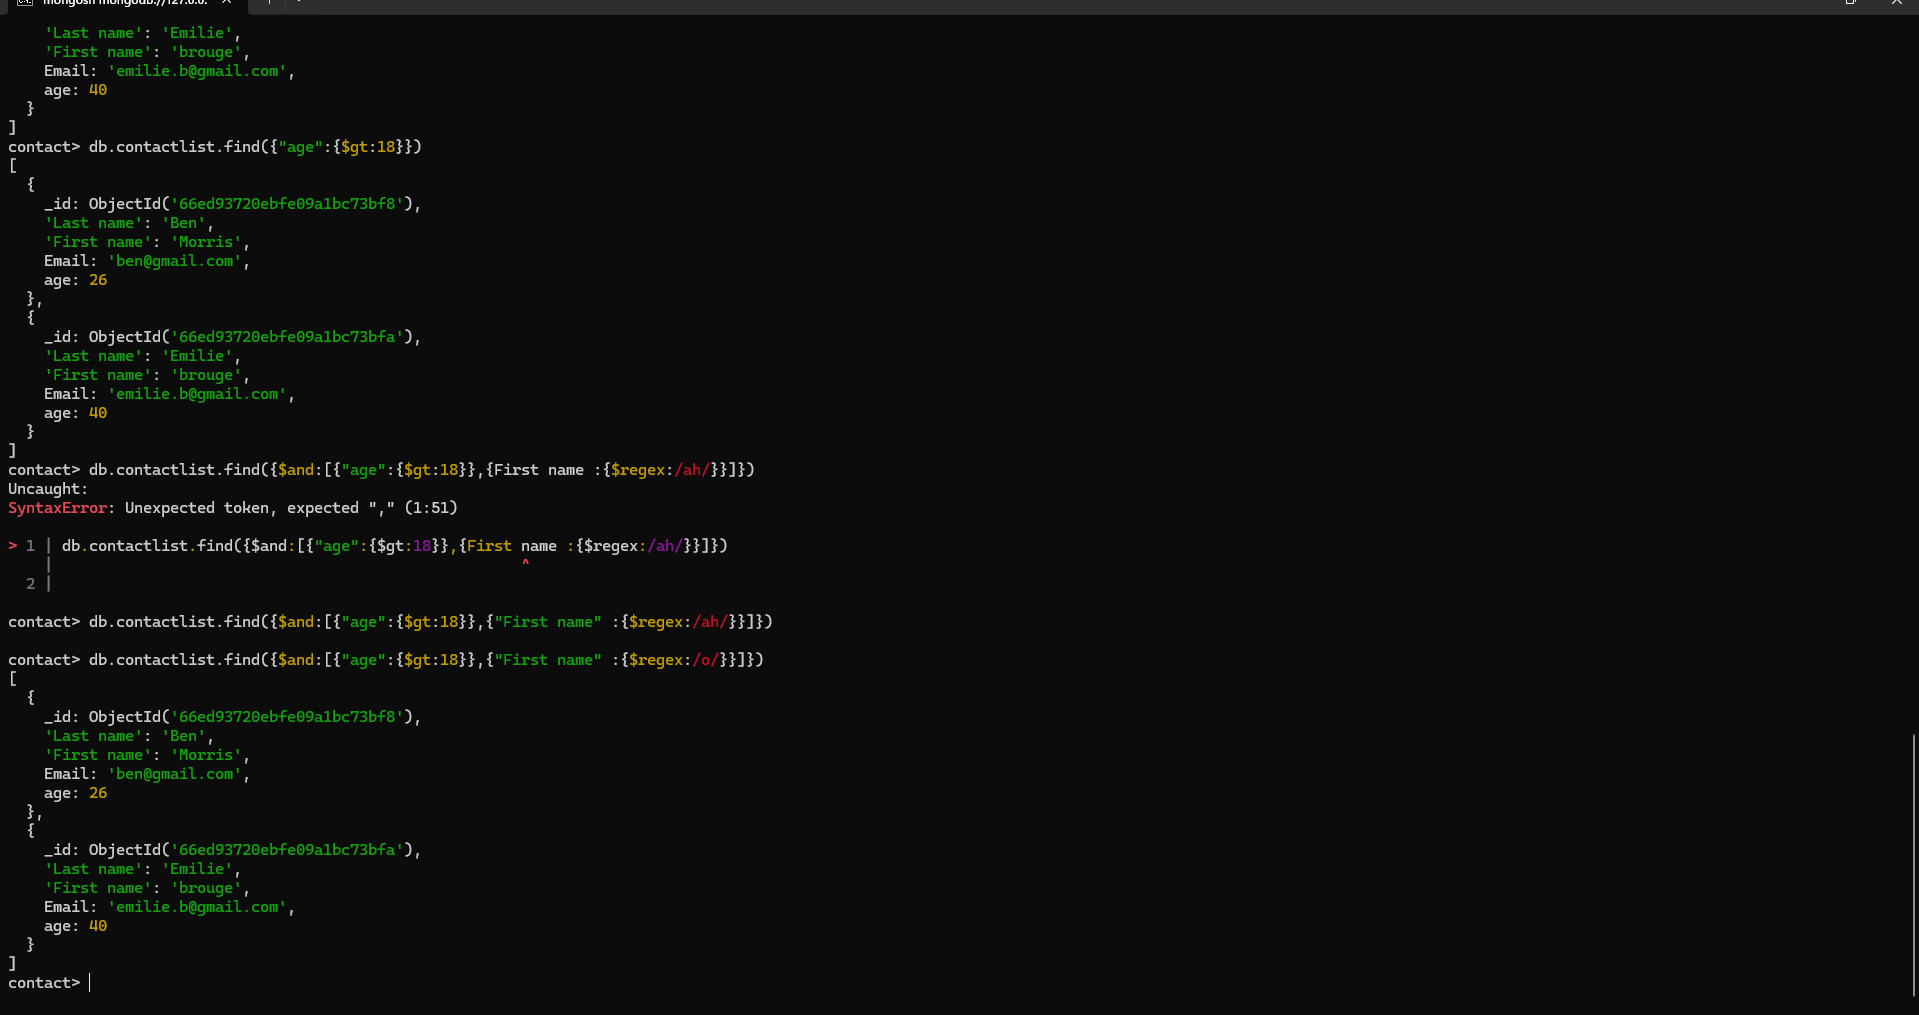 mongosh mongodb://127.0.0.
'Last name': 'Emilie',
'First name': 'brouge',
Email: 'emilie.b@gmail.com',
age: 40
}
]
contact> db.contactlist.find({"age":{$gt:18}})
[
{
_id: ObjectId('66ed93720ebfe09a1bc73bf8'),
'Last name': 'Ben',
'First name': 'Morris',
Email: 'ben@gmail.com',
age: 26
},
{
_id: ObjectId('66ed93720ebfe09a1bc73bfa'),
'Last name': 'Emilie',
'First name': 'brouge',
Email: 'emilie.b@gmail.com',
age: 40
}
]
contact> db.contactlist.find({$and:[{"age":{$gt:18}},{First name :{$regex:/ah/}}]})
Uncaught:
SyntaxError: Unexpected token, expected "," (1:51)
> 1 | db.contactlist.find({$and:[{"age":{$gt:18}},{First name :{$regex:/ah/}}]})
| ^
2 |
contact> db.contactlist.find({$and:[{"age":{$gt:18}},{"First name" :{$regex:/ah/}}]})
contact> db.contactlist.find({$and:[{"age":{$gt:18}},{"First name" :{$regex:/o/}}]})
[
{
_id: ObjectId('66ed93720ebfe09a1bc73bf8'),
'Last name': 'Ben',
'First name': 'Morris',
Email: 'ben@gmail.com',
age: 26
},
{
_id: ObjectId('66ed93720ebfe09a1bc73bfa'),
'Last name': 'Emilie',
'First name': 'brouge',
Email: 'emilie.b@gmail.com',
age: 40
}
]
contact>